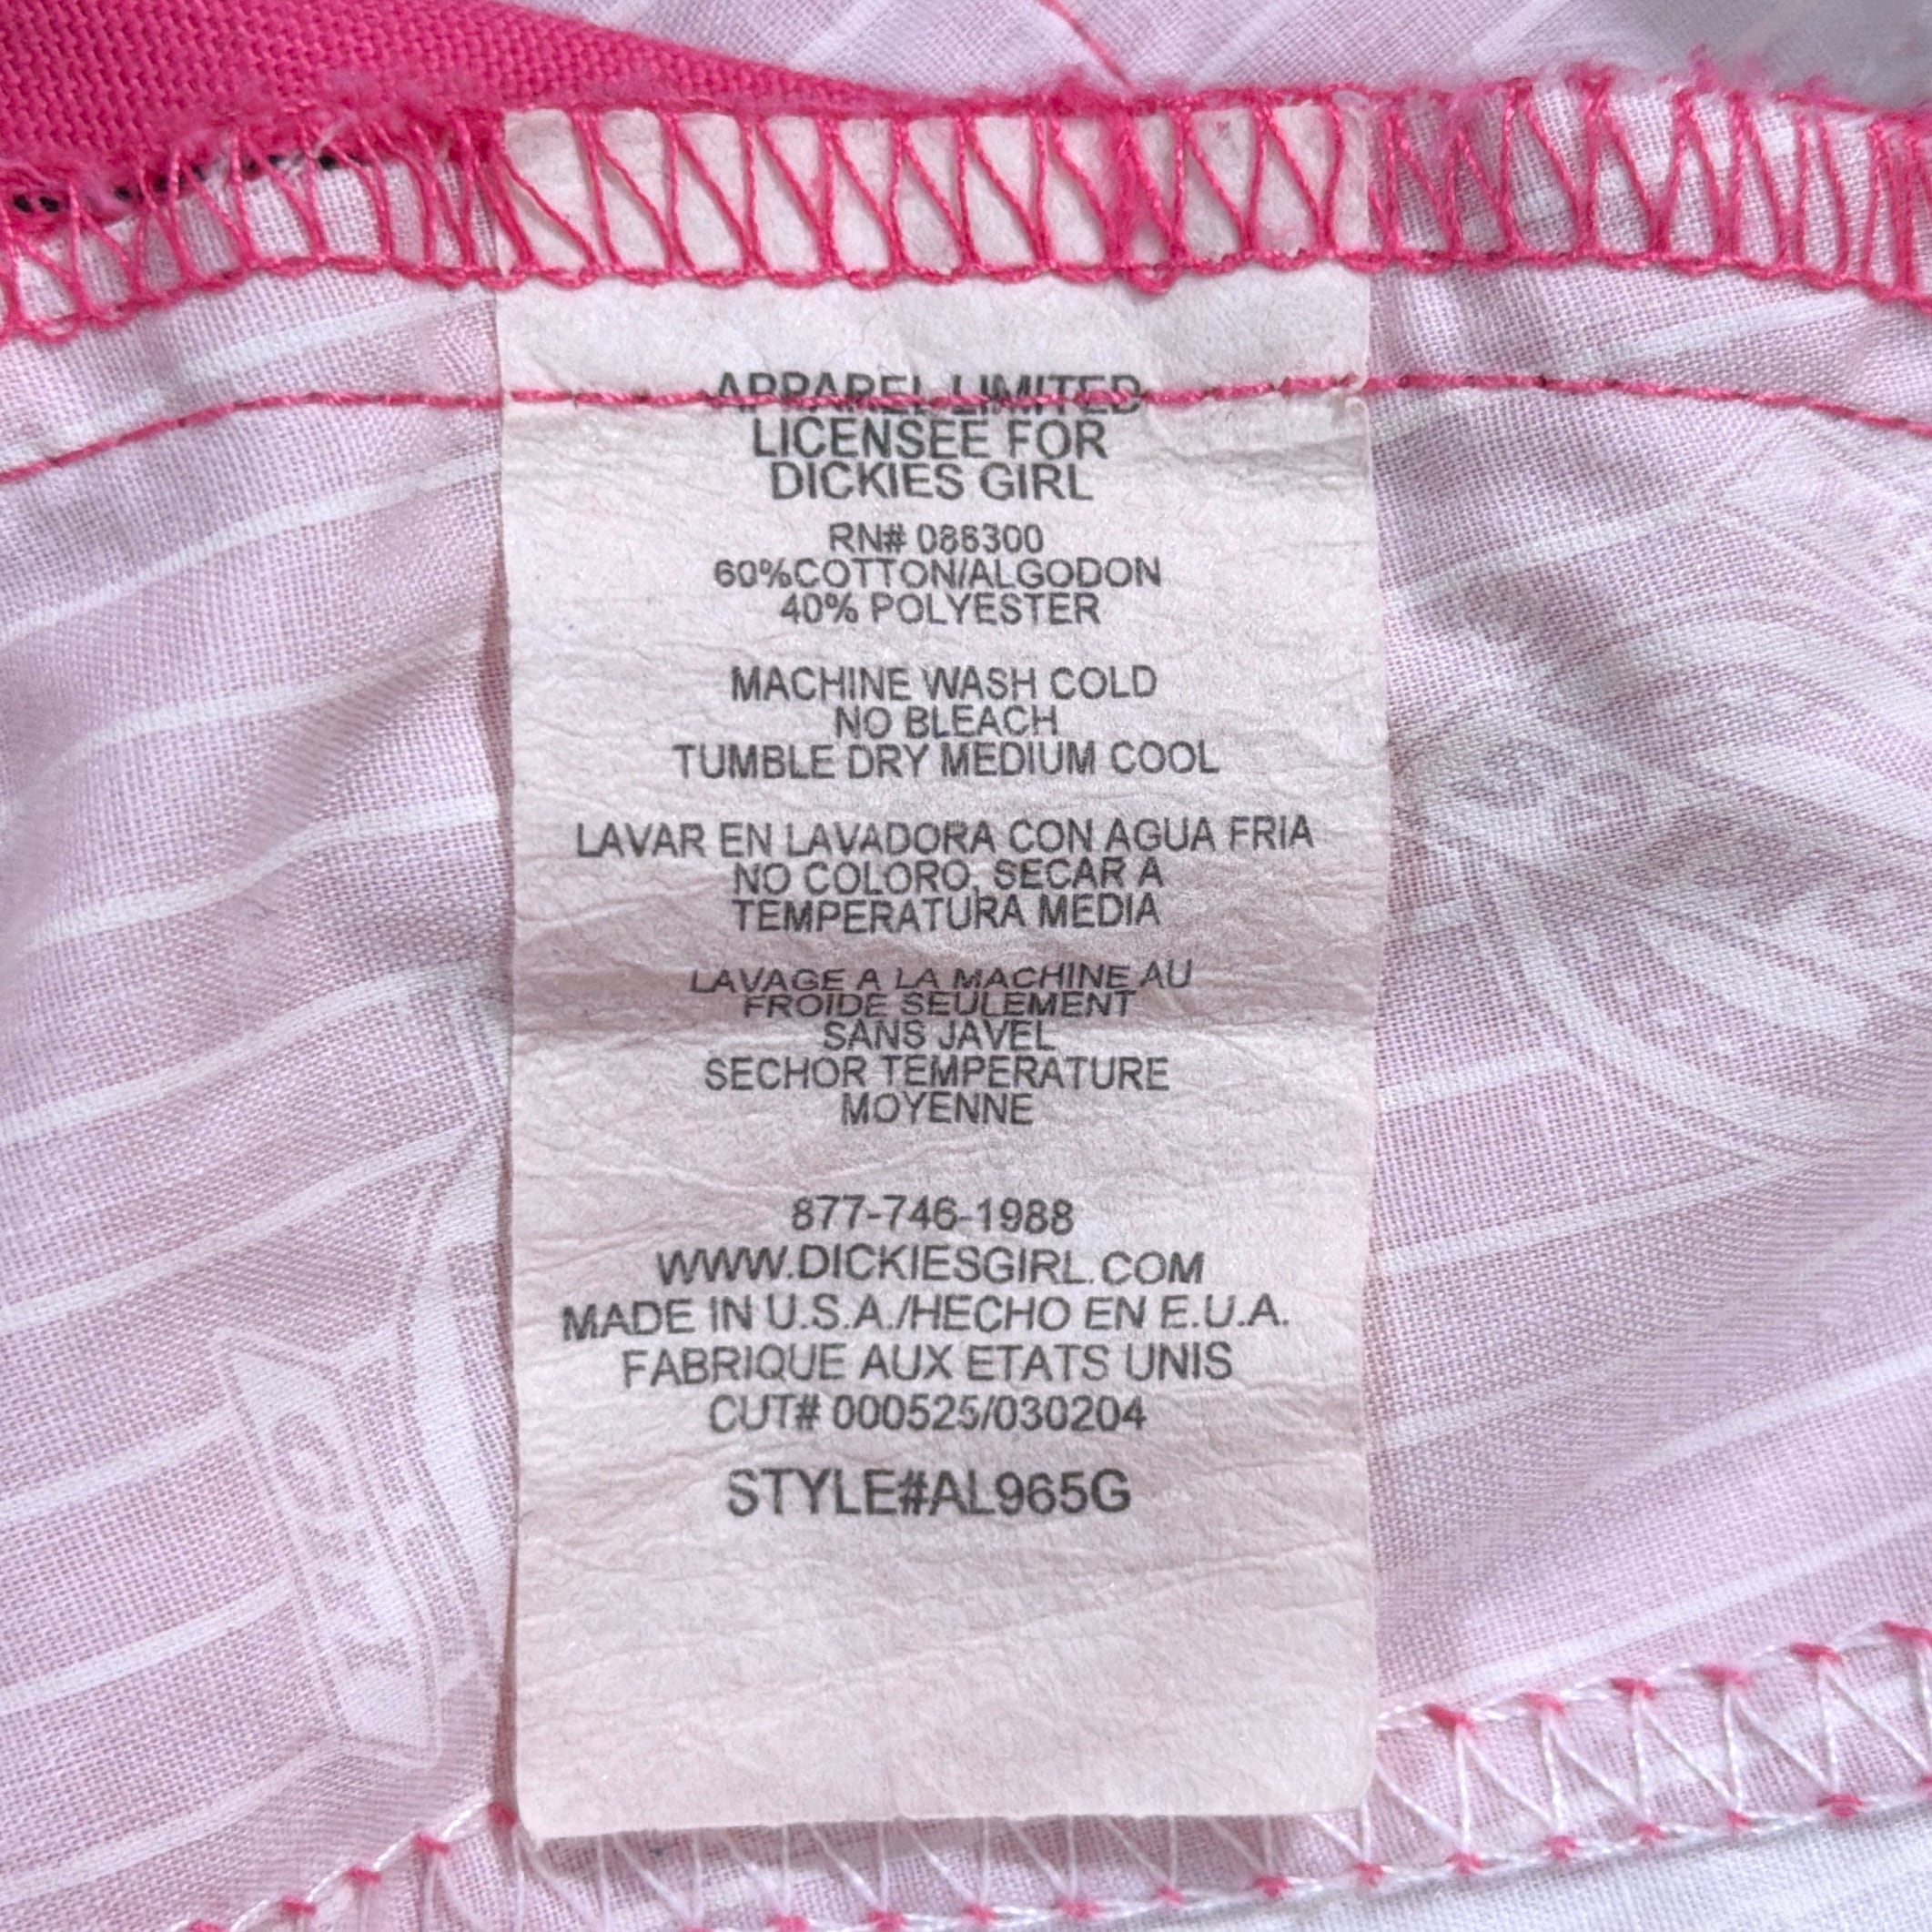 APPAREL LIMITED
LICENSEE FOR
DICKIES GIRL
RN# 086300
60%COTTON/ALGODON
40% POLYESTER
MACHINE WASH COLD
NO BLEACH
TUMBLE DRY MEDIUM COOL
LAVAR EN LAVADORA CON AGUA FRIA
NO COLORO, SECAR A
TEMPERATURA MEDIA
LAVAGE A LA MACHINE AU
FROIDE SEULEMENT
SANS JAVEL
SECHOR TEMPERATURE
MOYENNE
877-746-1988
WWW.DICKIESGIRL.COM
MADE IN U.S.A./HECHO EN E.U.A.
FABRIQUE AUX ETATS UNIS
CUT# 000525/030204
STYLE#AL965G